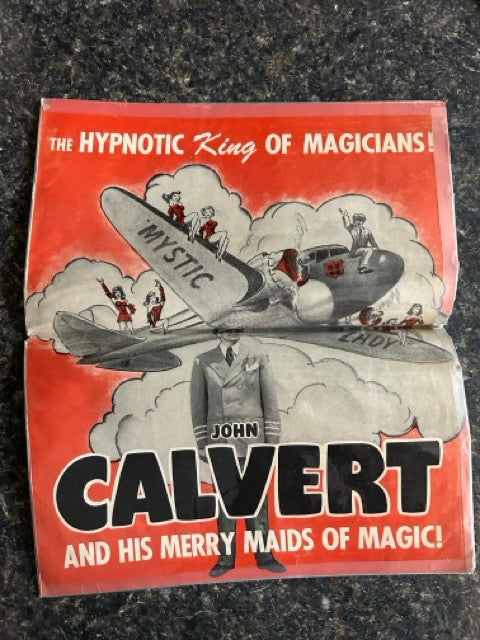 THE HYPNOTIC King OF MAGICIANS!
'MYSTIC
LADY'
JOHN
CALVERT
AND HIS MERRY MAIDS OF MAGIC!